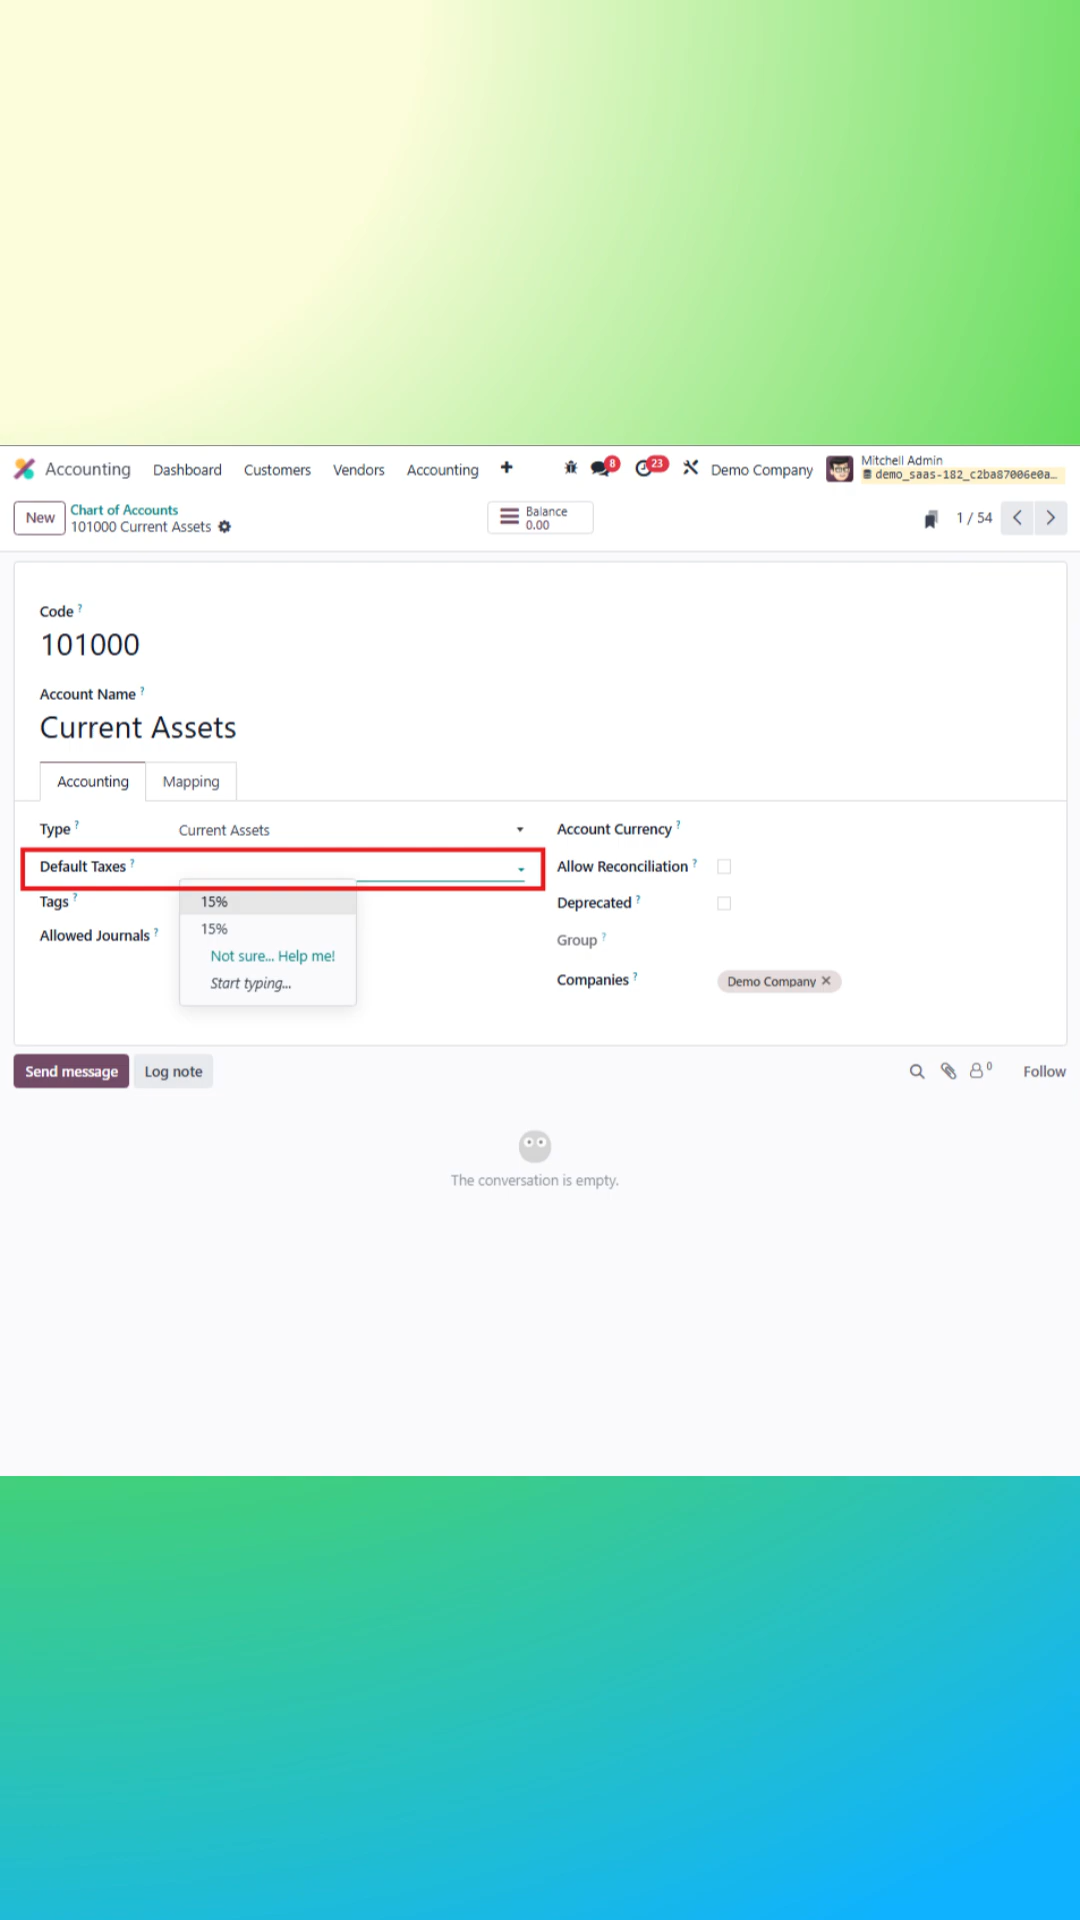 Accounting Dashboard Customers Vendors Accounting + 8 23 Demo Company Mitchell Admin
demo_saas-182_c2ba87006e0a...
New Chart of Accounts
101000 Current Assets
Balance
0.00
1 / 54
Code ?
101000
Account Name ?
Current Assets
Accounting Mapping
Type ? Current Assets
Account Currency ?
Default Taxes ?
Allow Reconciliation ?
Tags ?
15%
Deprecated ?
15%
Allowed Journals ?
Group ?
Not sure... Help me!
Start typing...
Companies ? Demo Company ×
Send message Log note 0 Follow
The conversation is empty.